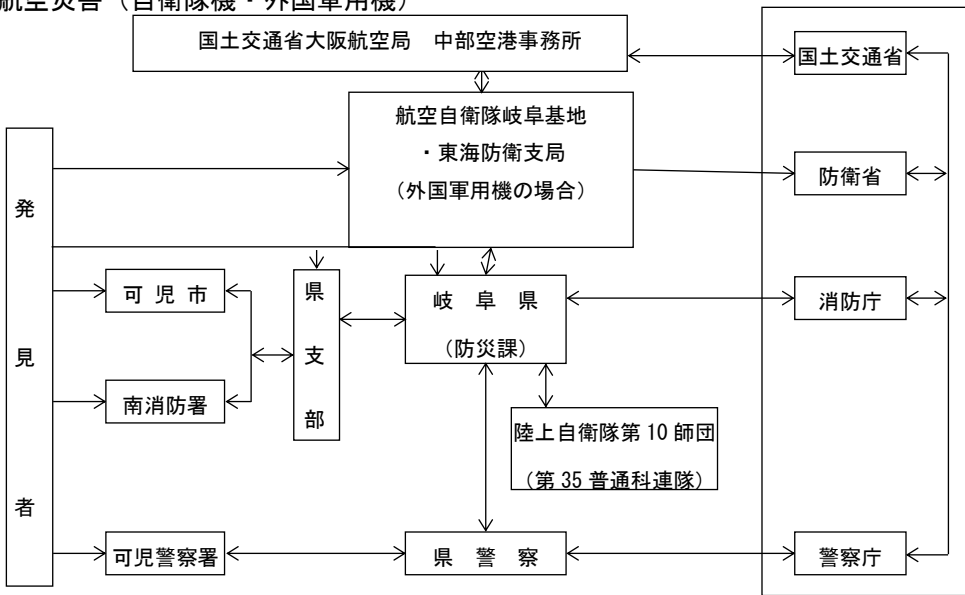 航空災害（自衛隊機・外国軍用機）
国土交通省大阪航空局　中部空港事務所
国土交通省
航空自衛隊岐阜基地
・東海防衛支局
（外国軍用機の場合）
防衛省
発見者
可児市
県支部
岐阜県
（防災課）
消防庁
南消防署
陸上自衛隊第10師団
（第35普通科連隊）
可児警察署
県警察
警察庁